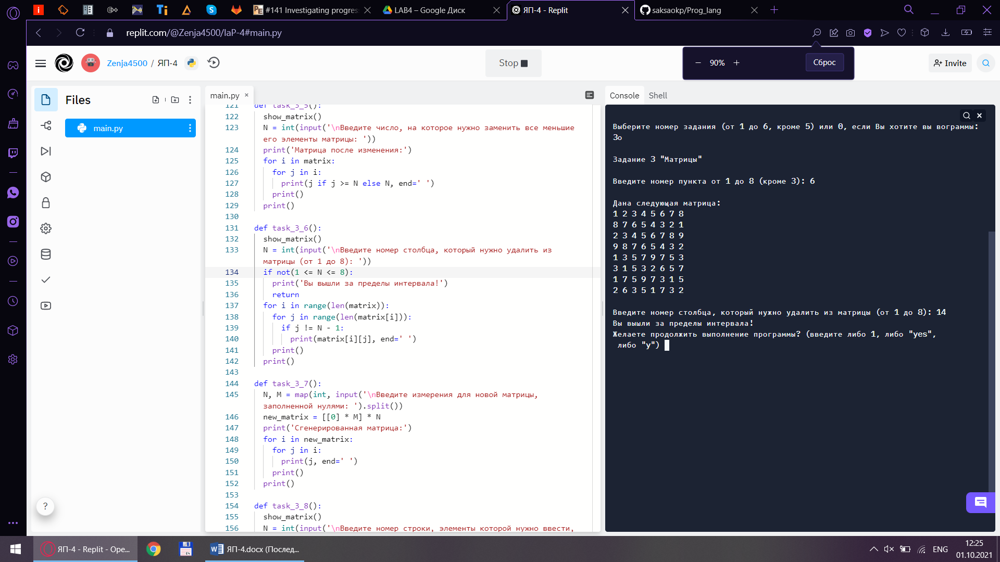 #141 Investigating progres
LAB4 – Google Диск
ЯП-4 - Replit
saksaokp/Prog_lang
replit.com/@Zenja4500/IaP-4#main.py
Zenja4500 / ЯП-4
Stop
90%
Сброс
Invite
Files
main.py
main.py
Console
Shell
121 def task_3_5():
122 show_matrix()
123 N = int(input('\nВведите число, на которое нужно заменить все меньшие
его элементы матрицы: '))
124 print('Матрица после изменения:')
125 for i in matrix:
126 for j in i:
127 print(j if j >= N else N, end=' ')
128 print()
129 print()
130
131 def task_3_6():
132 show_matrix()
133 N = int(input('\nВведите номер столбца, который нужно удалить из
матрицы (от 1 до 8): '))
134 if not(1 <= N <= 8):
135 print('Вы вышли за пределы интервала!')
136 return
137 for i in range(len(matrix)):
138 for j in range(len(matrix[i])):
139 if j != N - 1:
140 print(matrix[i][j], end=' ')
141 print()
142 print()
143
144 def task_3_7():
145 N, M = map(int, input('\nВведите измерения для новой матрицы,
заполненной нулями: ').split())
146 new_matrix = [[0] * M] * N
147 print('Сгенерированная матрица:')
148 for i in new_matrix:
149 for j in i:
150 print(j, end=' ')
151 print()
152 print()
153
154 def task_3_8():
155 show_matrix()
156 N = int(input('\nВведите номер строки, элементы которой нужно ввести,
Выберите номер задания (от 1 до 6, кроме 5) или 0, если Вы хотите вы вограммы:
3о
Задание 3 "Матрицы"
Введите номер пункта от 1 до 8 (кроме 3): 6
Дана следующая матрица:
1 2 3 4 5 6 7 8
8 7 6 5 4 3 2 1
2 3 4 5 6 7 8 9
9 8 7 6 5 4 3 2
1 3 5 7 9 7 5 3
3 1 5 3 2 6 5 7
1 7 5 9 7 3 1 5
2 6 3 5 1 7 3 2
Введите номер столбца, который нужно удалить из матрицы (от 1 до 8): 14
Вы вышли за пределы интервала!
Желаете продолжить выполнение программы? (введите либо 1, либо "yes",
либо "y")
?
ЯП-4 - Replit - Ope...
ЯП-4.docx (Послед...
ENG
12:25
01.10.2021